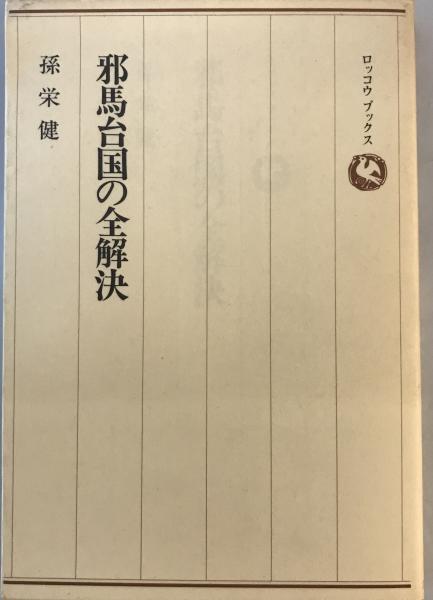 ロッコウ ブックス
邪馬台国の全解決
孫栄健